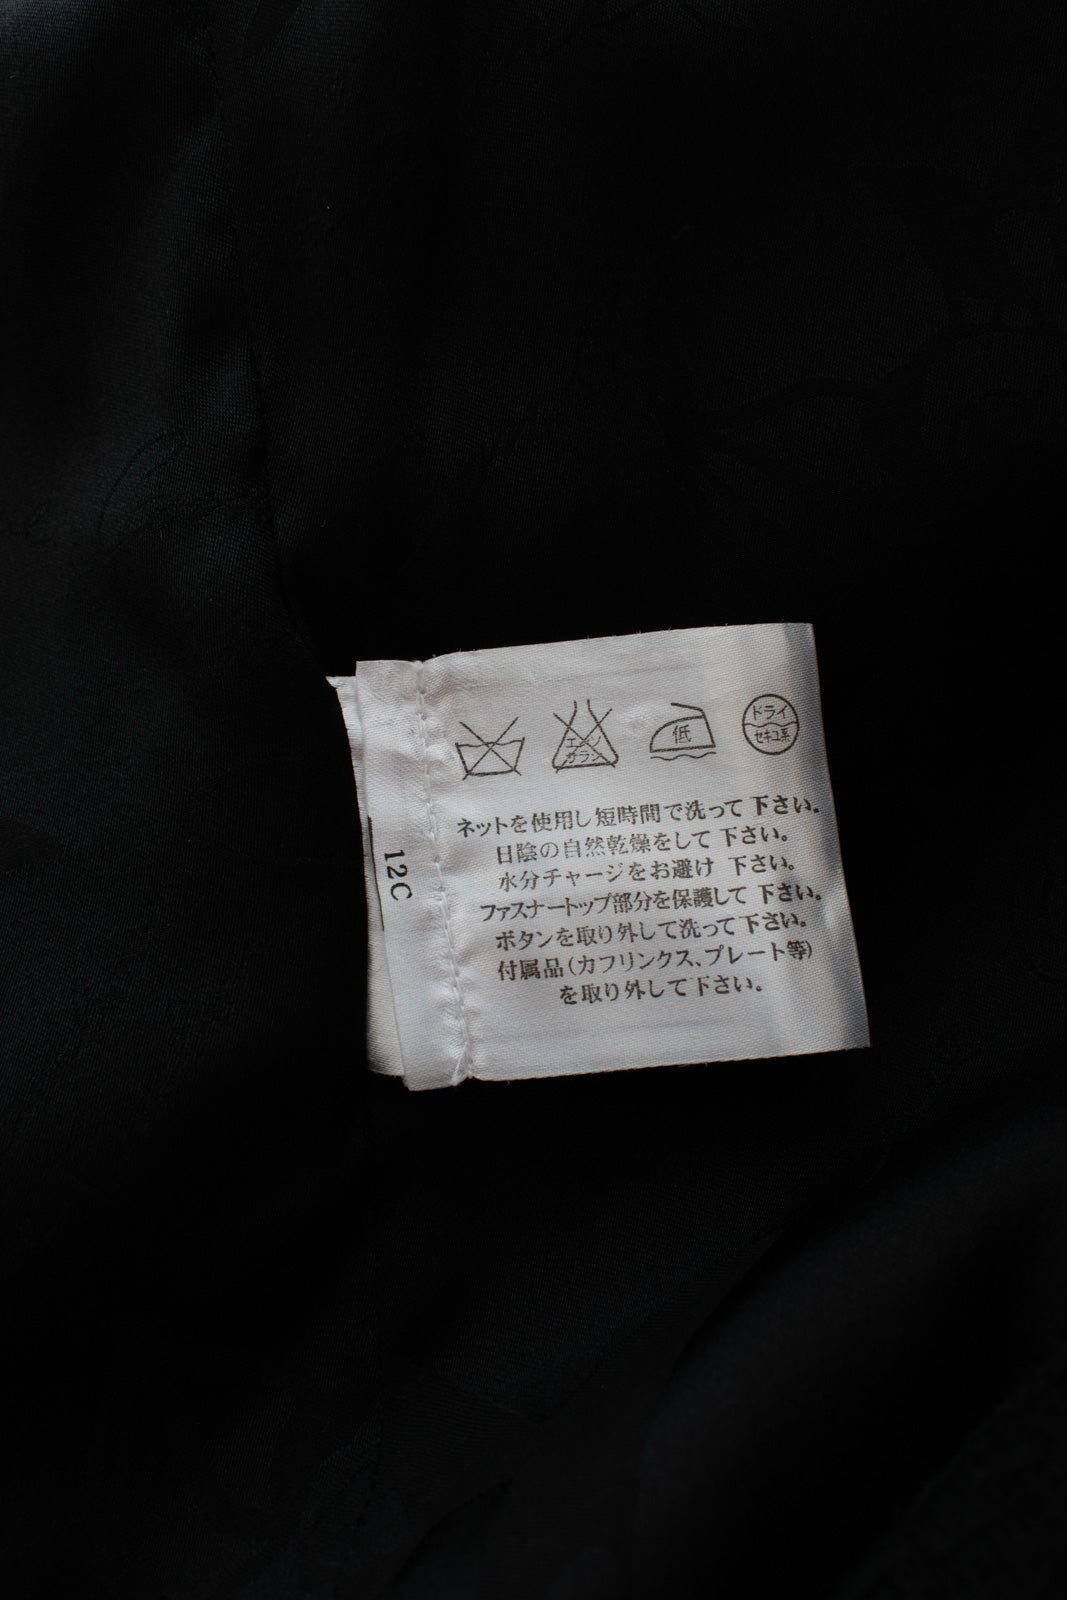 エンソ
サラシ
低
ドライ
セキユ系
ネットを使用し短時間で洗って下さい。
日陰の自然乾燥をして下さい。
水分チャージをお避け下さい。
ファスナートップ部分を保護して下さい。
ボタンを取り外して洗って下さい。
付属品(カフリンクス、プレート等)
を取り外して下さい。
12C